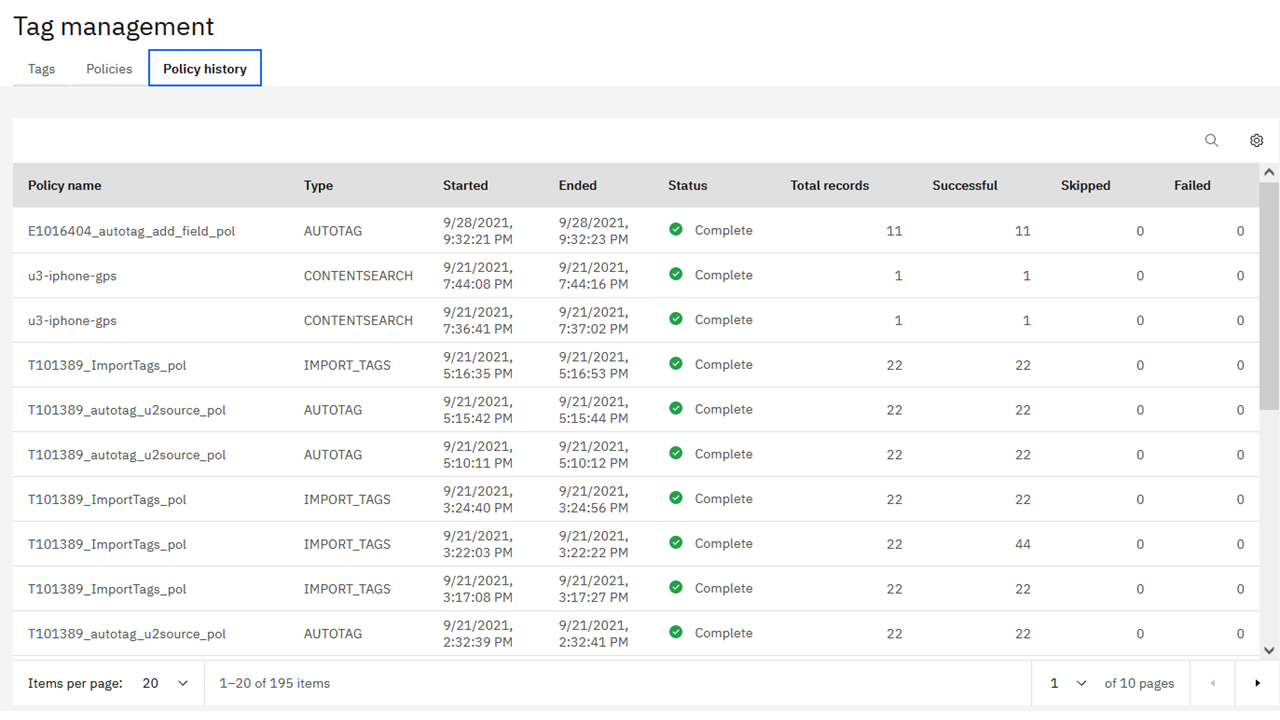 Tag management
Tags Policies Policy history
Policy name Type Started Ended Status Total records Successful Skipped Failed
E1016404_autotag_add_field_pol AUTOTAG 9/28/2021, 9:32:21 PM 9/28/2021, 9:32:23 PM Complete 11 11 0 0
u3-iphone-gps CONTENTSEARCH 9/21/2021, 7:44:08 PM 9/21/2021, 7:44:16 PM Complete 1 1 0 0
u3-iphone-gps CONTENTSEARCH 9/21/2021, 7:36:41 PM 9/21/2021, 7:37:02 PM Complete 1 1 0 0
T101389_ImportTags_pol IMPORT_TAGS 9/21/2021, 5:16:35 PM 9/21/2021, 5:16:53 PM Complete 22 22 0 0
T101389_autotag_u2source_pol AUTOTAG 9/21/2021, 5:15:42 PM 9/21/2021, 5:15:44 PM Complete 22 22 0 0
T101389_autotag_u2source_pol AUTOTAG 9/21/2021, 5:10:11 PM 9/21/2021, 5:10:12 PM Complete 22 22 0 0
T101389_ImportTags_pol IMPORT_TAGS 9/21/2021, 3:24:40 PM 9/21/2021, 3:24:56 PM Complete 22 22 0 0
T101389_ImportTags_pol IMPORT_TAGS 9/21/2021, 3:22:03 PM 9/21/2021, 3:22:22 PM Complete 22 44 0 0
T101389_ImportTags_pol IMPORT_TAGS 9/21/2021, 3:17:08 PM 9/21/2021, 3:17:27 PM Complete 22 22 0 0
T101389_autotag_u2source_pol AUTOTAG 9/21/2021, 2:32:39 PM 9/21/2021, 2:32:41 PM Complete 22 22 0 0
Items per page: 20 1–20 of 195 items 1 of 10 pages